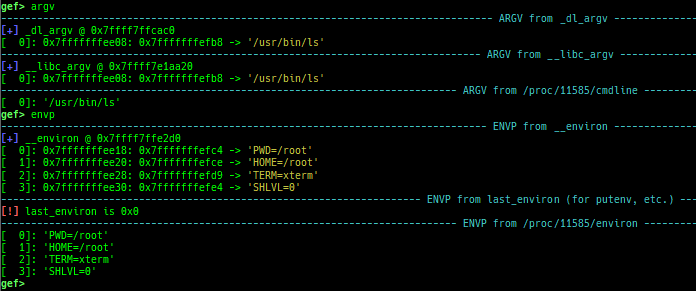 gef> argv
---------------------------------------------------------------------------------- ARGV from _dl_argv --------------
[+] _dl_argv @ 0x7ffff7ffcac0
[  0]: 0x7fffffffee08: 0x7fffffffefb8 -> '/usr/bin/ls'
-------------------------------------------------------------------------------- ARGV from __libc_argv --------------
[+] __libc_argv @ 0x7ffff7e1aa20
[  0]: 0x7fffffffee08: 0x7fffffffefb8 -> '/usr/bin/ls'
--------------------------------------------------------------------------- ARGV from /proc/11585/cmdline --------------
[  0]: '/usr/bin/ls'
gef> envp
--------------------------------------------------------------------------------- ENVP from __environ --------------
[+] __environ @ 0x7ffff7ffe2d0
[  0]: 0x7fffffffee18: 0x7fffffffefc4 -> 'PWD=/root'
[  1]: 0x7fffffffee20: 0x7fffffffefce -> 'HOME=/root'
[  2]: 0x7fffffffee28: 0x7fffffffefd9 -> 'TERM=xterm'
[  3]: 0x7fffffffee30: 0x7fffffffefe4 -> 'SHLVL=0'
---------------------------------------------------------------------- ENVP from last_environ (for putenv, etc.) ---
[!] last_environ is 0x0
--------------------------------------------------------------------------- ENVP from /proc/11585/environ --------------
[  0]: 'PWD=/root'
[  1]: 'HOME=/root'
[  2]: 'TERM=xterm'
[  3]: 'SHLVL=0'
gef>